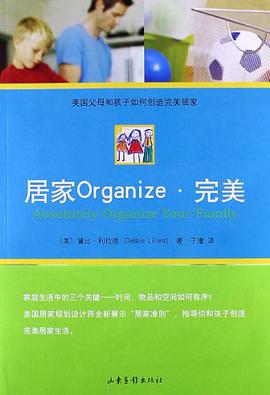 美国父母和孩子如何创造完美居家
居家Organize·完美
Absolutely Organize Your Family
［美］黛比·利拉德（Debbie Lillard） 著 于逢 译
家庭生活中的三个关键——时间、物品和空间如何有序？
美国居家规划设计师全新展示“居家准则”，指导你和孩子创造
完美居家生活。
山东画报出版社